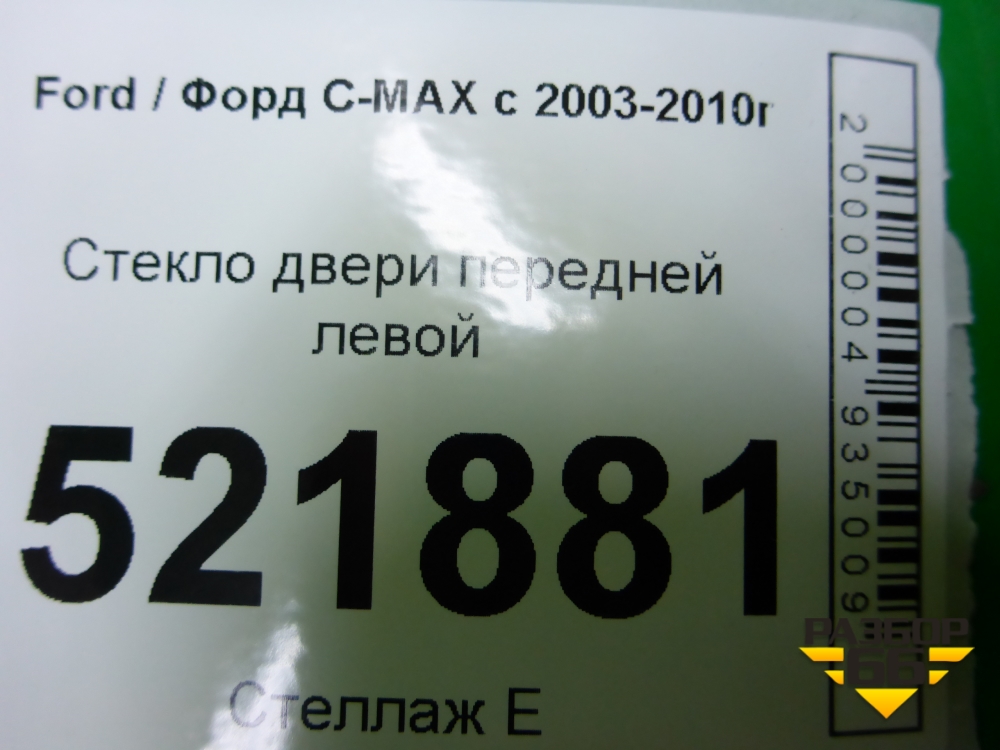 Ford / Форд C-MAX с 2003-2010г
Стекло двери передней
левой
521881
Стеллаж Е
2000004935009
РАЗБОР
66